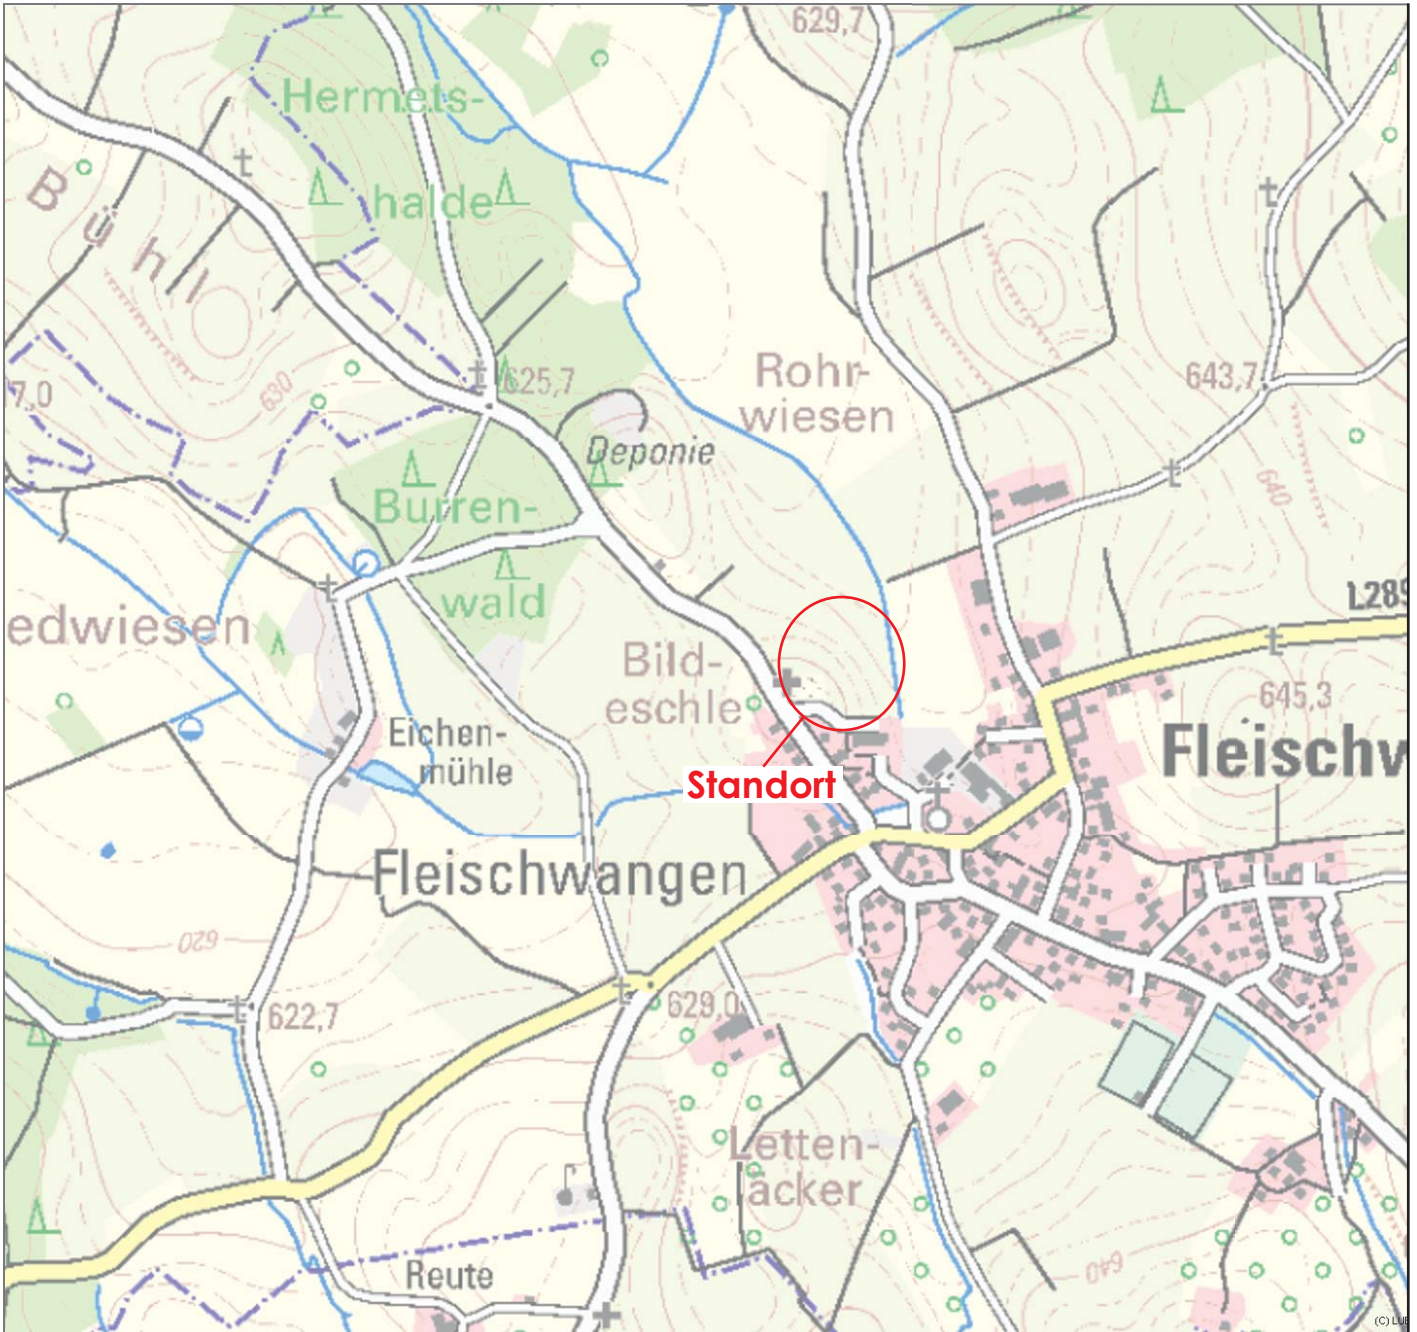 629,7
Hermets-
halde
Bühl
Rohr-
wiesen
625,7
643,7
7,0
630
Deponie
640
Burren-
wald
L289
edwiesen
Bild-
eschle
645,3
Eichen-
mühle
Fleischw
Standort
Fleischwangen
620
622,7
629,0
Letten-
äcker
640
Reute
(C) LUB